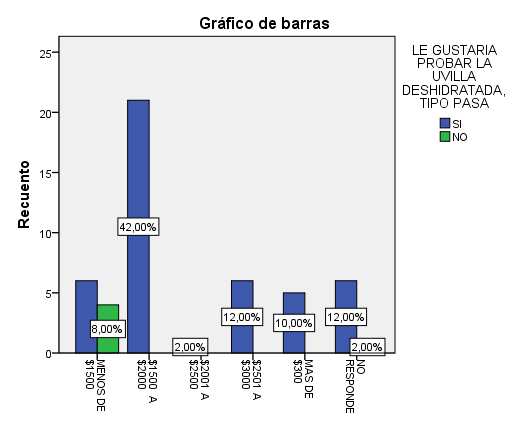 Gráfico de barras
LE GUSTARIA
PROBAR LA
UVILLA
DESHIDRATADA,
TIPO PASA
SI
NO
Recuento
25
20
15
10
5
0
42,00%
8,00%
2,00%
12,00%
10,00%
12,00%
2,00%
MENOS DE
$1500
$1500 A
$2000
$2001 A
$2500
$2501 A
$3000
MAS DE
$300
NO
RESPONDE